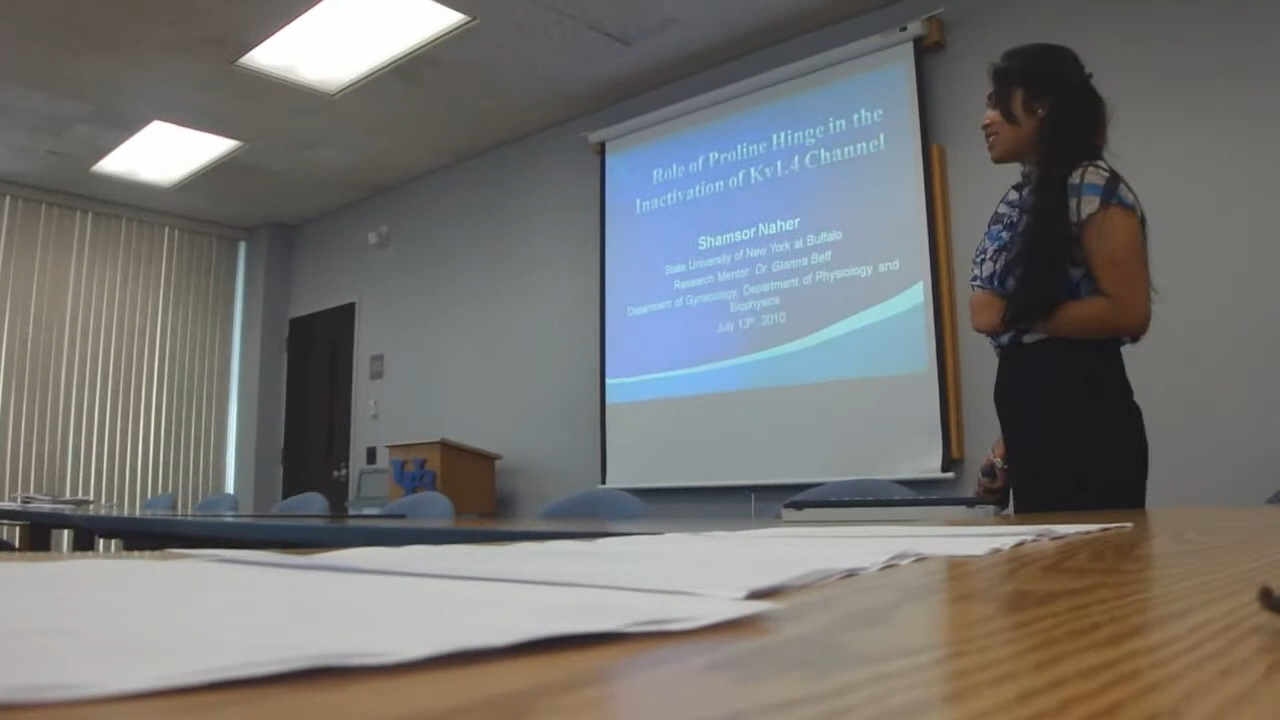 Role of Proline Hinge in the
Inactivation of Kv1.4 Channel
Shamsor Naher
State University of New York at Buffalo
Research Mentor: Dr. Glenna Bett
Department of Gynecology, Department of Physiology and
Biophysics
July 13th, 2010
UB